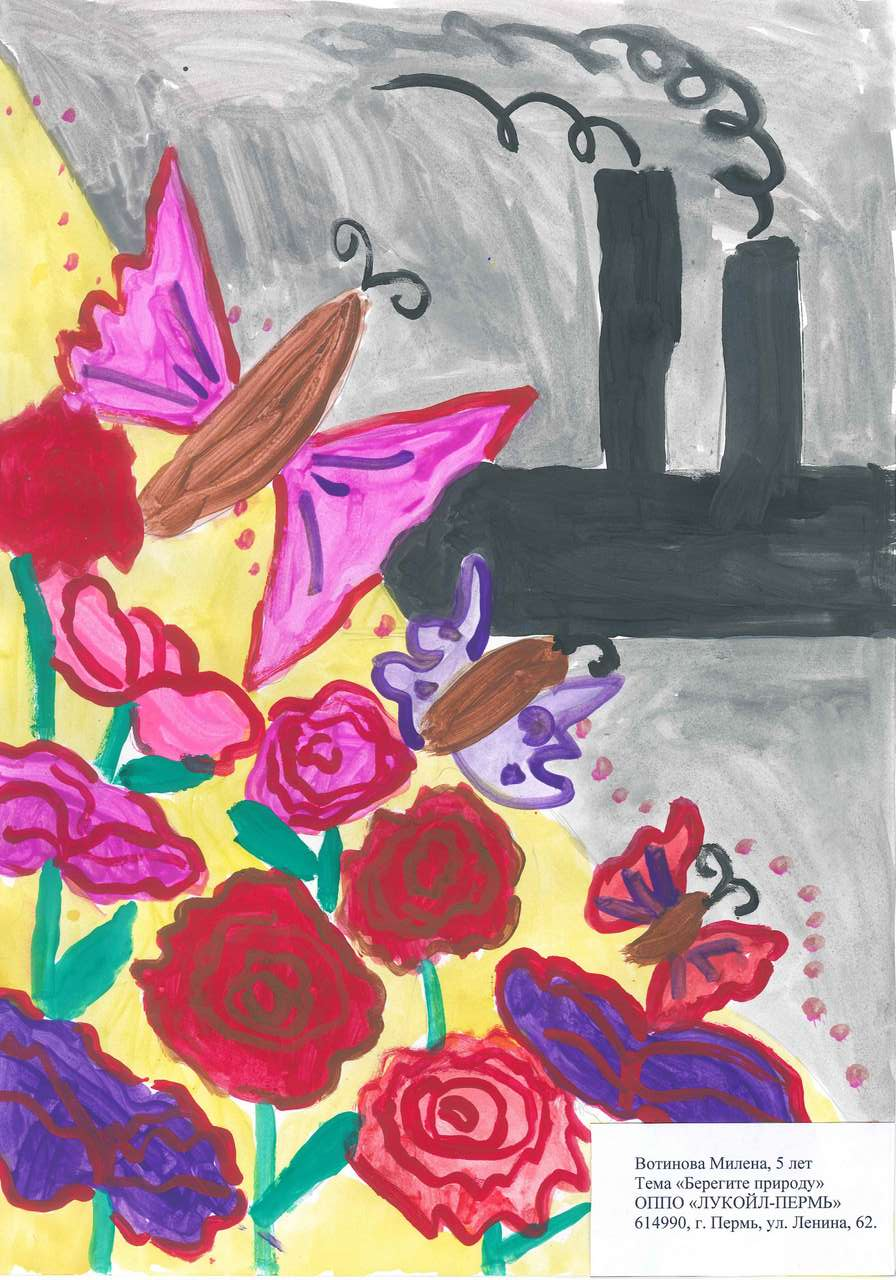 Вотинова Милена, 5 лет
Тема «Берегите природу»
ОППО «ЛУКОЙЛ-ПЕРМЬ»
614990, г. Пермь, ул. Ленина, 62.